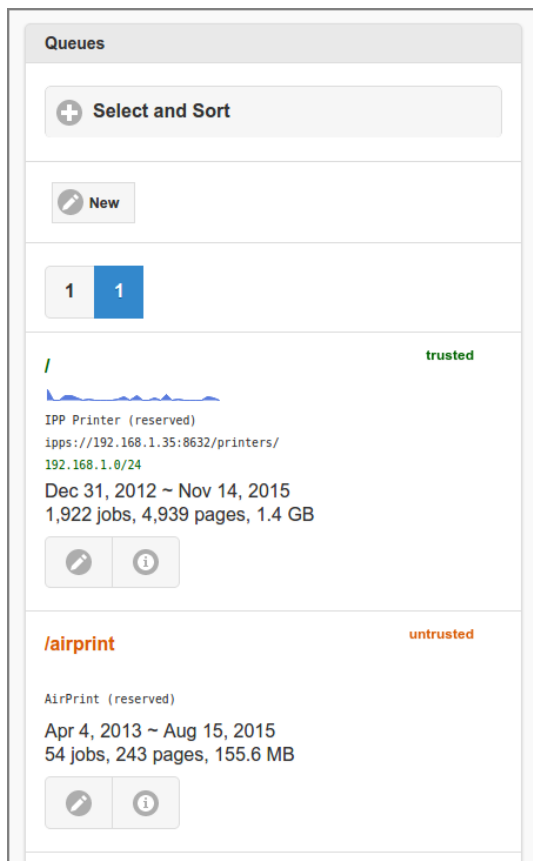 Queues
Select and Sort
New
1 1
/ trusted
IPP Printer (reserved)
ipps://192.168.1.35:8632/printers/
192.168.1.0/24
Dec 31, 2012 ~ Nov 14, 2015
1,922 jobs, 4,939 pages, 1.4 GB
/airprint untrusted
AirPrint (reserved)
Apr 4, 2013 ~ Aug 15, 2015
54 jobs, 243 pages, 155.6 MB